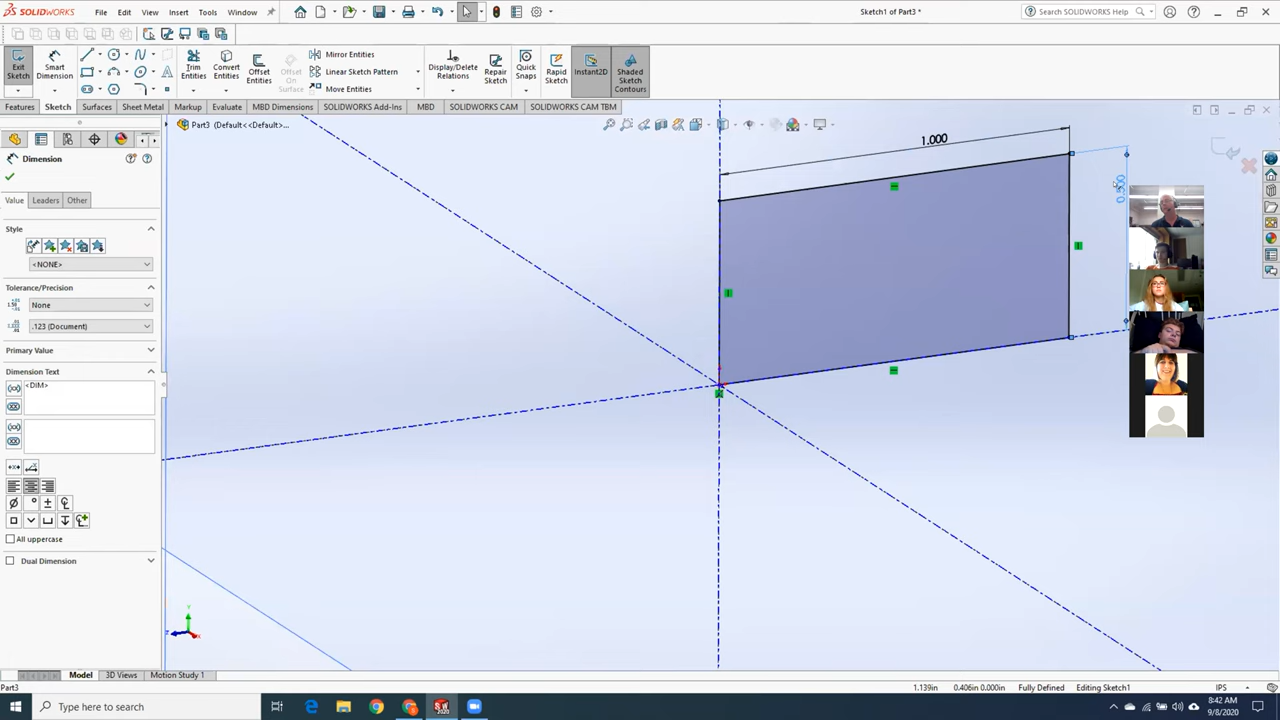 SOLIDWORKS
File
Edit
View
Insert
Tools
Window
Sketch1 of Part3 *
Search SOLIDWORKS Help
Exit Sketch
Smart Dimension
Trim Entities
Convert Entities
Offset Entities
Offset On Surface
Mirror Entities
Linear Sketch Pattern
Move Entities
Display/Delete Relations
Repair Sketch
Quick Snaps
Rapid Sketch
Instant2D
Shaded Sketch Contours
Features
Sketch
Surfaces
Sheet Metal
Markup
Evaluate
MBD Dimensions
SOLIDWORKS Add-Ins
MBD
SOLIDWORKS CAM
SOLIDWORKS CAM TBM
Part3 (Default<<Default>...
Dimension
Value
Leaders
Other
Style
<NONE>
Tolerance/Precision
None
.123 (Document)
Primary Value
Dimension Text
<DIM>
All uppercase
Dual Dimension
1.000
Y
Z
X
Model
3D Views
Motion Study 1
Part3
1.139in
0.406in 0.000in
Fully Defined
Editing Sketch1
IPS
Type here to search
8:42 AM
9/8/2020